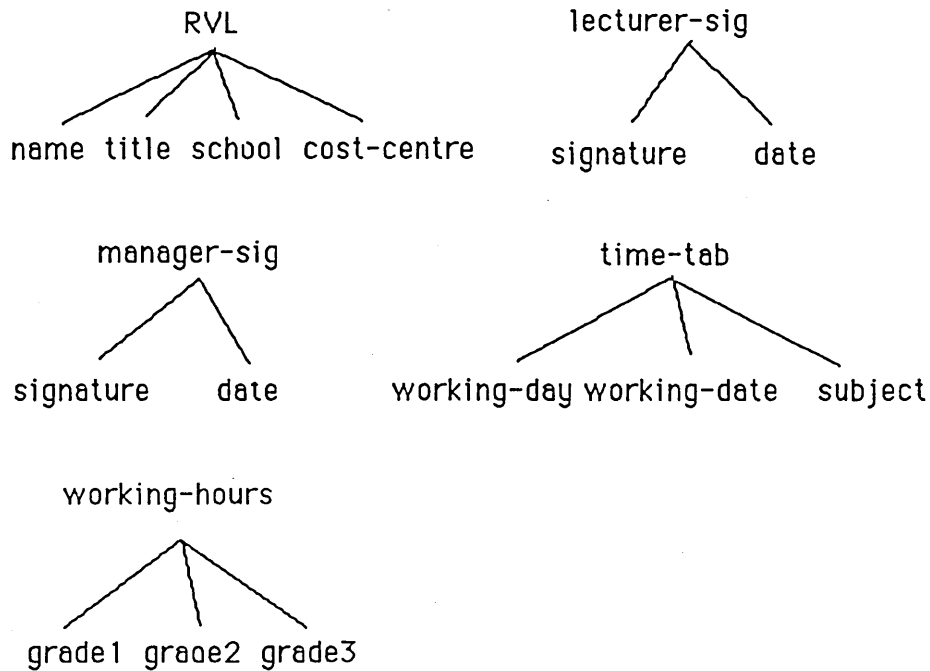 RVL
lecturer-sig
name title school cost-centre
signature date
manager-sig
time-tab
signature date
working-day working-date subject
working-hours
grade1 grade2 grade3